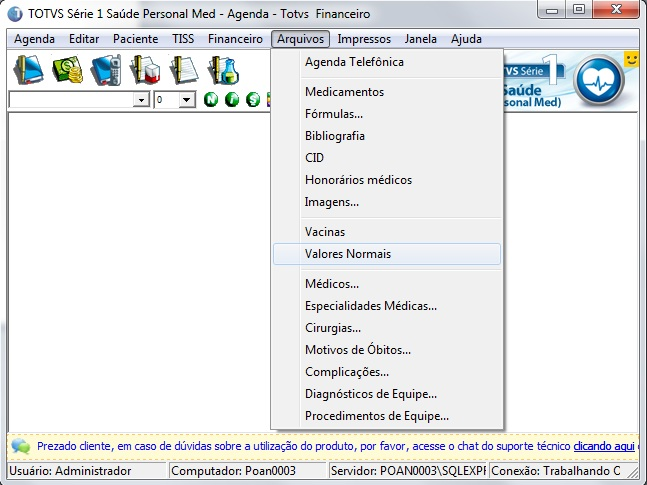 TOTVS Série 1 Saúde Personal Med - Agenda - Totvs Financeiro
Agenda Editar Paciente TISS Financeiro Arquivos Impressos Janela Ajuda
Agenda Telefônica
Medicamentos
Fórmulas...
Bibliografia
CID
Honorários médicos
Imagens...
Vacinas
Valores Normais
Médicos...
Especialidades Médicas...
Cirurgias...
Motivos de Óbitos...
Complicações...
Diagnósticos de Equipe...
Procedimentos de Equipe...
0 N T S
VS Série 1
Saúde
sonal Med)
Prezado cliente, em caso de dúvidas sobre a utilização do produto, por favor, acesse o chat do suporte técnico clicando aqui
Usuário: Administrador Computador: Poan0003 Servidor: POAN0003\SQLEXPR Conexão: Trabalhando O